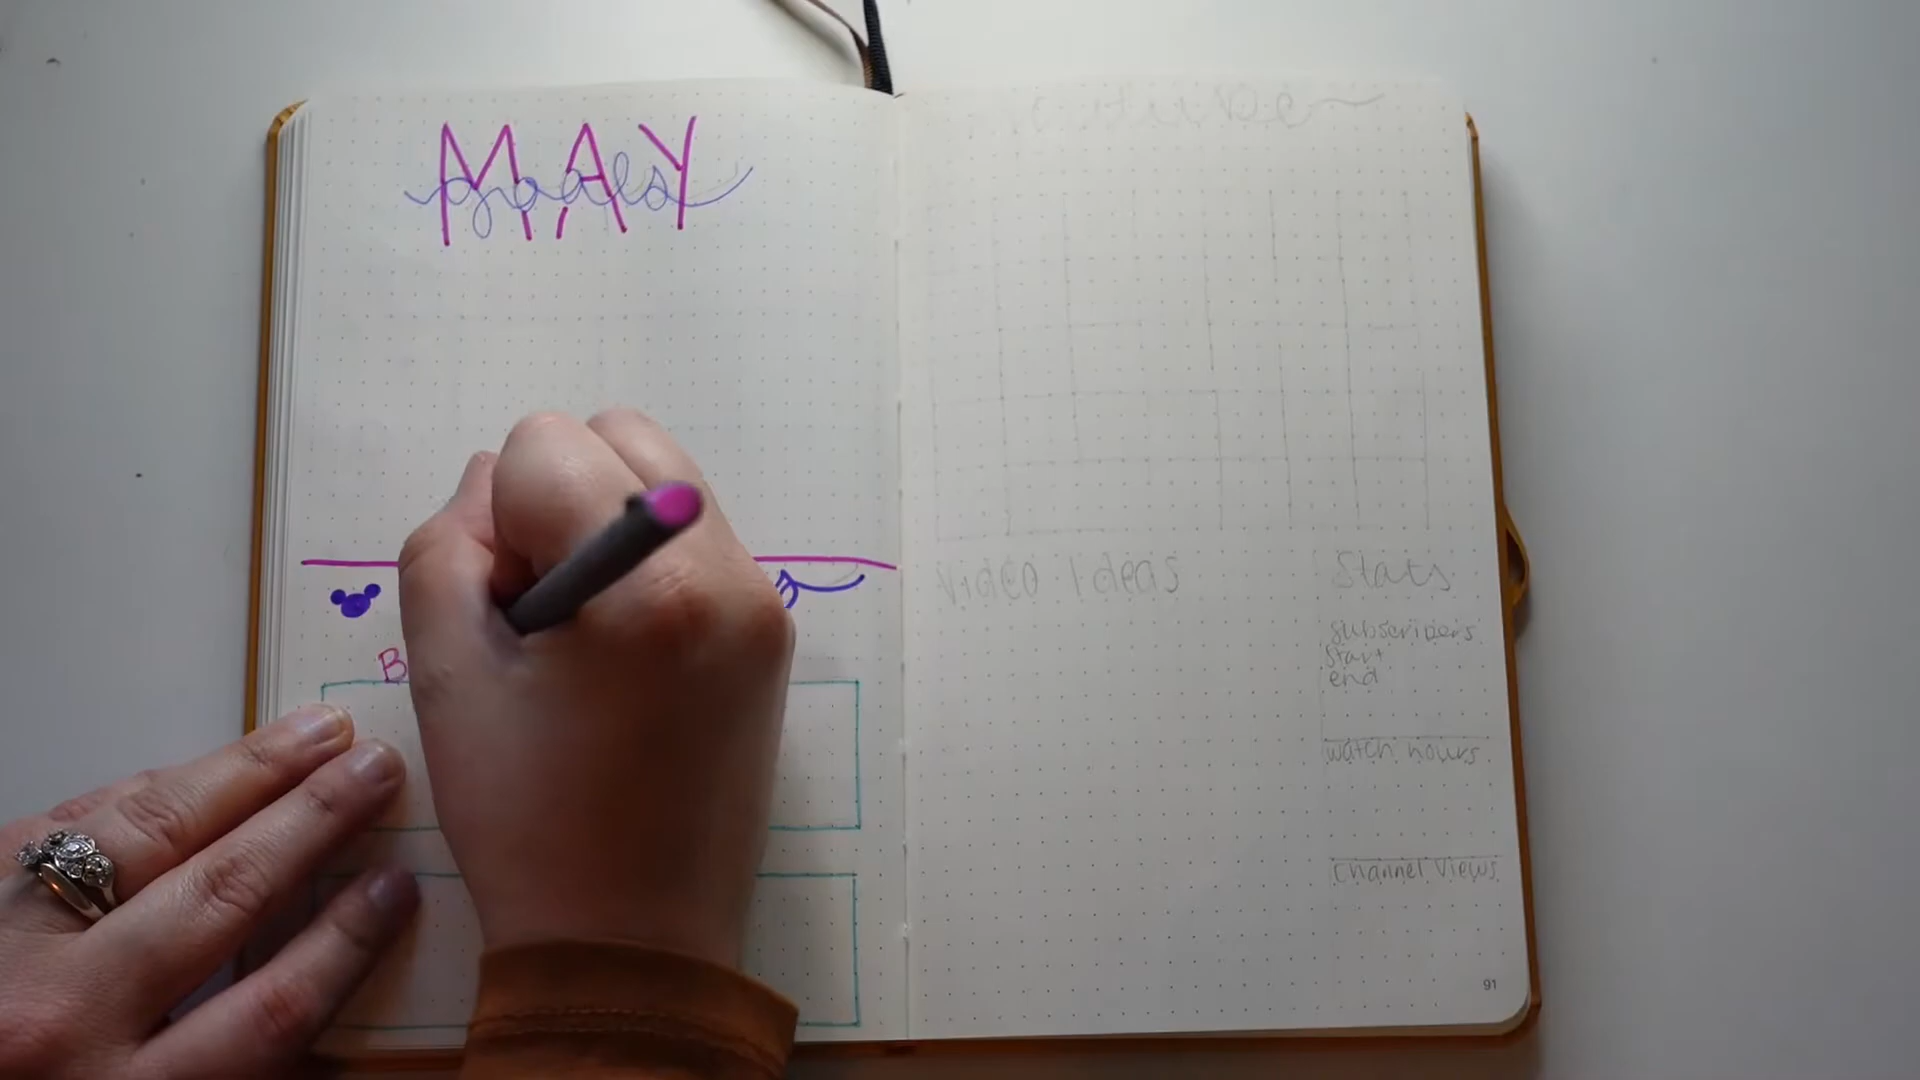 MAY
goals
Video Ideas
Stats
Subscribers
Start
end
watch hours
Channel Views
91